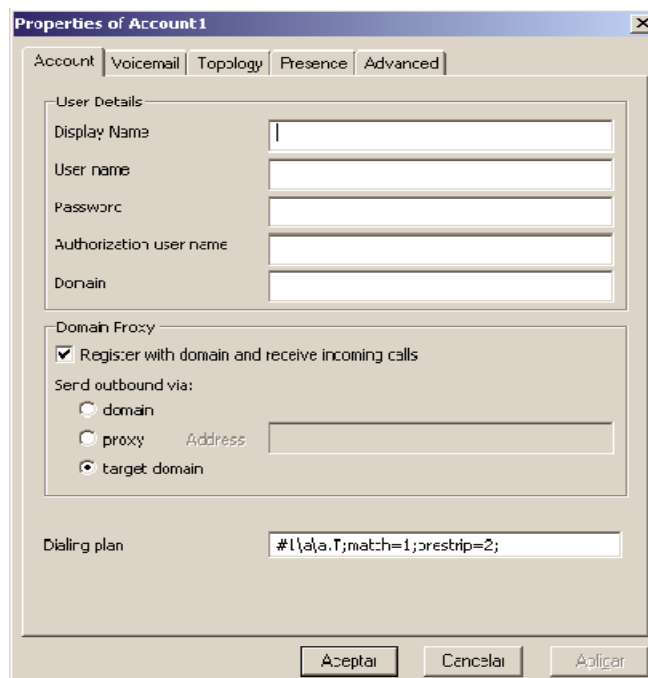 Properties of Account1
Account Voicemail Topology Presence Advanced
User Details
Display Name
User name
Password
Authorization user name
Domain
Domain Proxy
Register with domain and receive incoming calls
Send outbound via:
domain
proxy Address
target domain
Dialing plan #1\a\a.T;match=1;prestrip=2;
Aceptar Cancelar Aplicar